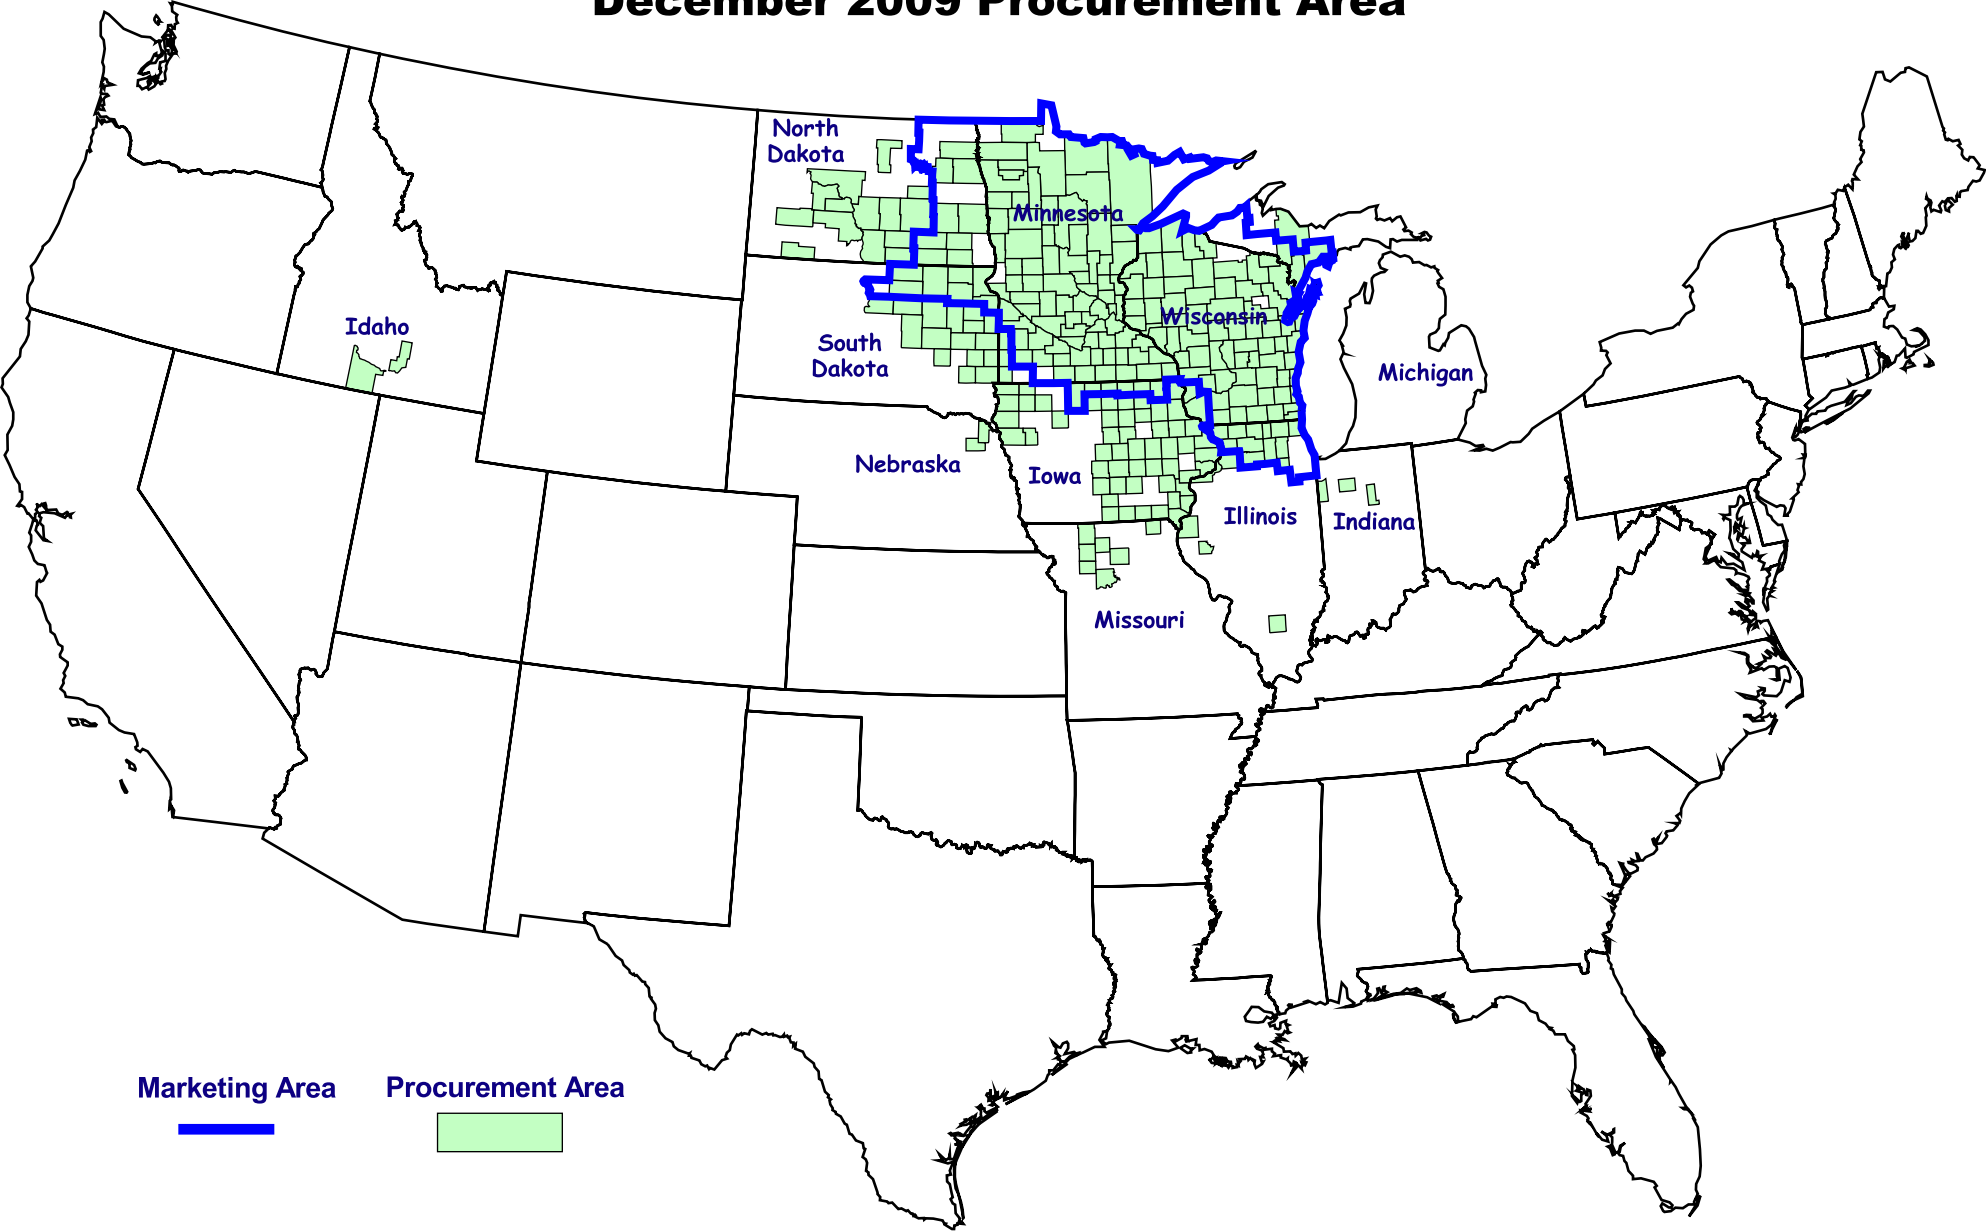 December 2009 Procurement Area
North
Dakota
Minnesota
Wisconsin
Idaho
South
Dakota
Michigan
Nebraska
Iowa
Illinois
Indiana
Missouri
Marketing Area
Procurement Area